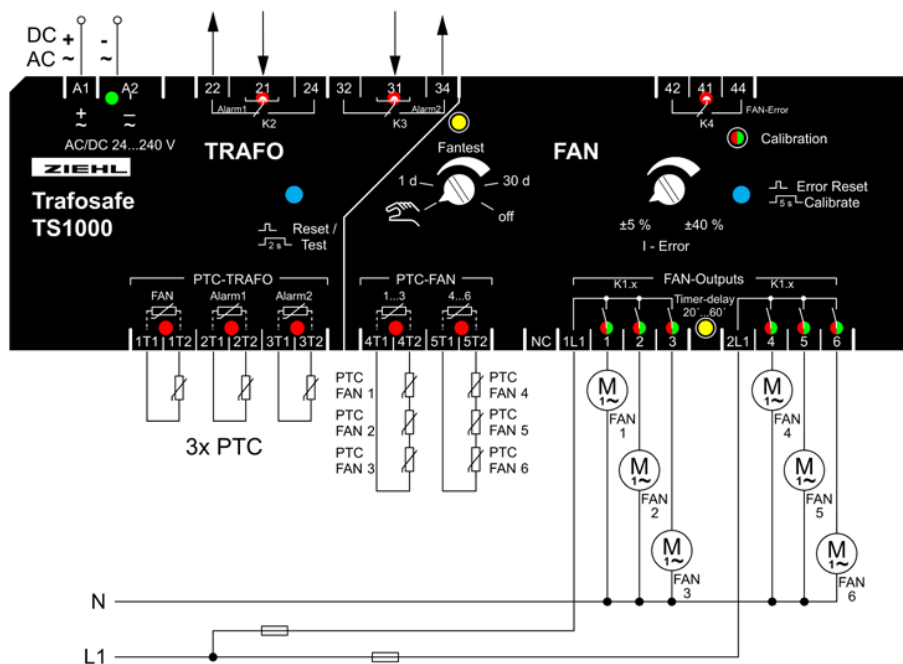 DC + -
AC ~ ~
A1 A2 22 21 24 32 31 34 42 41 44
Alarm1 Alarm2 FAN-Error
K2 K3 K4
+ −
~ ~
AC/DC 24...240 V
ZIEHL
Trafosafe
TS1000
TRAFO
Reset /
2 s Test
Fantest
1 d 30 d
off
FAN
Calibration
Error Reset
5 s Calibrate
±5 % ±40 %
I - Error
PTC-TRAFO PTC-FAN FAN-Outputs
FAN Alarm1 Alarm2 1...3 4...6 K1.x K1.x
Timer-delay
20´...60´
1T1 1T2 2T1 2T2 3T1 3T2 4T1 4T2 5T1 5T2 NC 1L1 1 2 3 2L1 4 5 6
3x PTC
PTC
FAN 1
PTC
FAN 2
PTC
FAN 3
PTC
FAN 4
PTC
FAN 5
PTC
FAN 6
M
1~
FAN
1
M
1~
FAN
2
M
1~
FAN
3
M
1~
FAN
4
M
1~
FAN
5
M
1~
FAN
6
N
L1